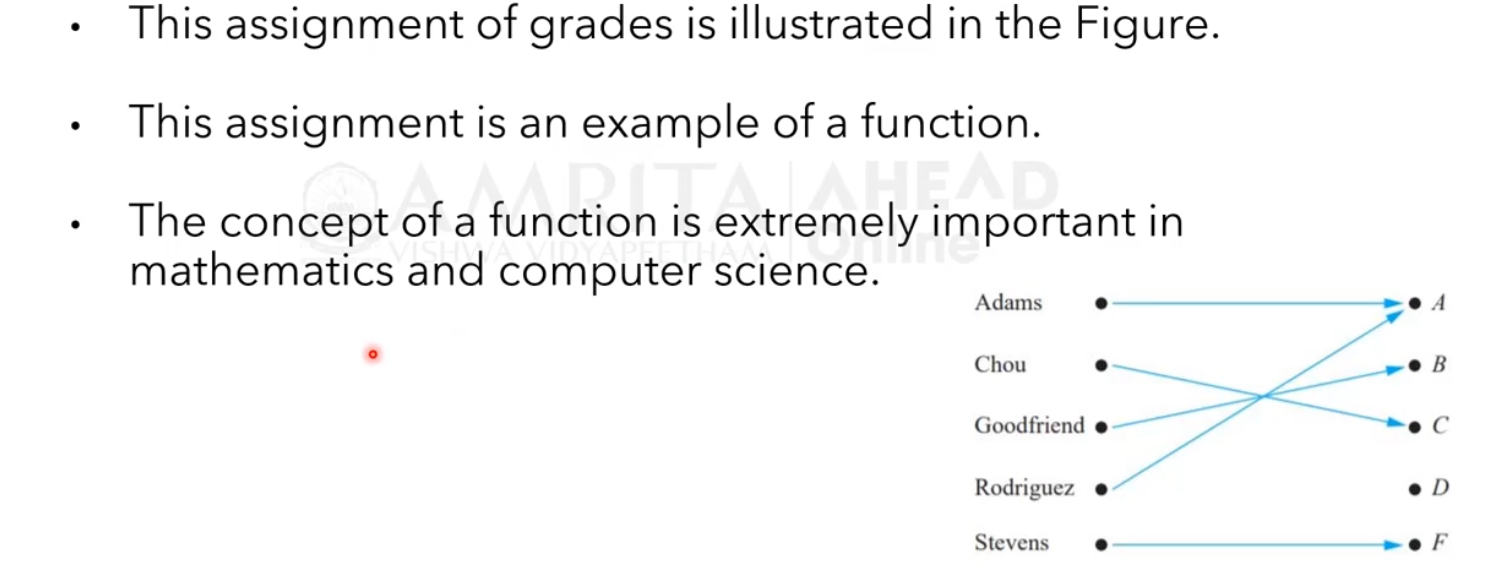 • This assignment of grades is illustrated in the Figure.
• This assignment is an example of a function.
AMRITA AHEAD
• The concept of a function is extremely important in
VISHWA VIDYAPEETHAM Online
mathematics and computer science.
Adams A
Chou B
Goodfriend C
Rodriguez D
Stevens F